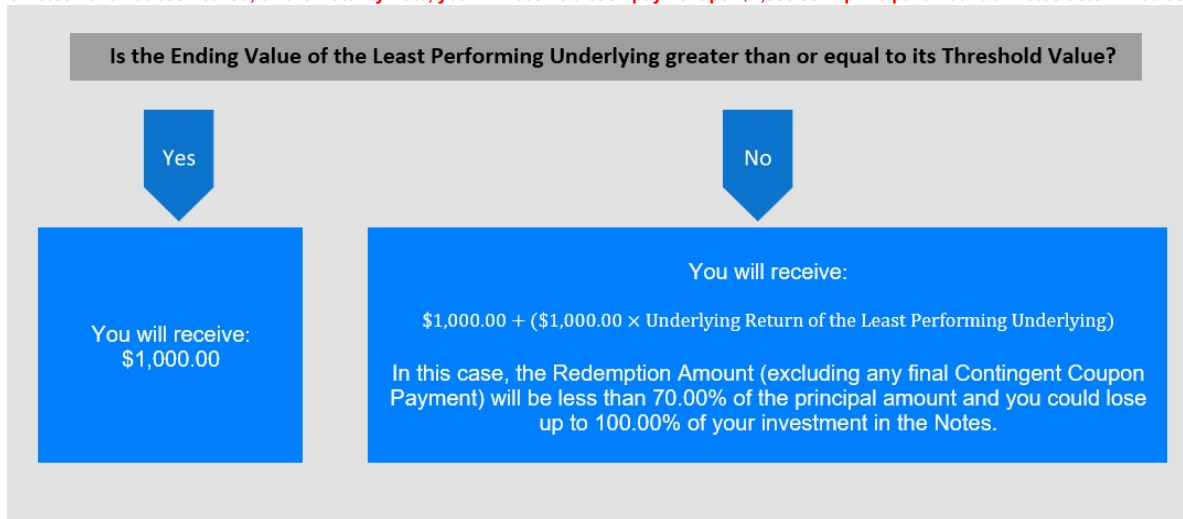 Is the Ending Value of the Least Performing Underlying greater than or equal to its Threshold Value?
Yes
No
You will receive:
$1,000.00
You will receive:
$1,000.00 + ($1,000.00 × Underlying Return of the Least Performing Underlying)
In this case, the Redemption Amount (excluding any final Contingent Coupon
Payment) will be less than 70.00% of the principal amount and you could lose
up to 100.00% of your investment in the Notes.